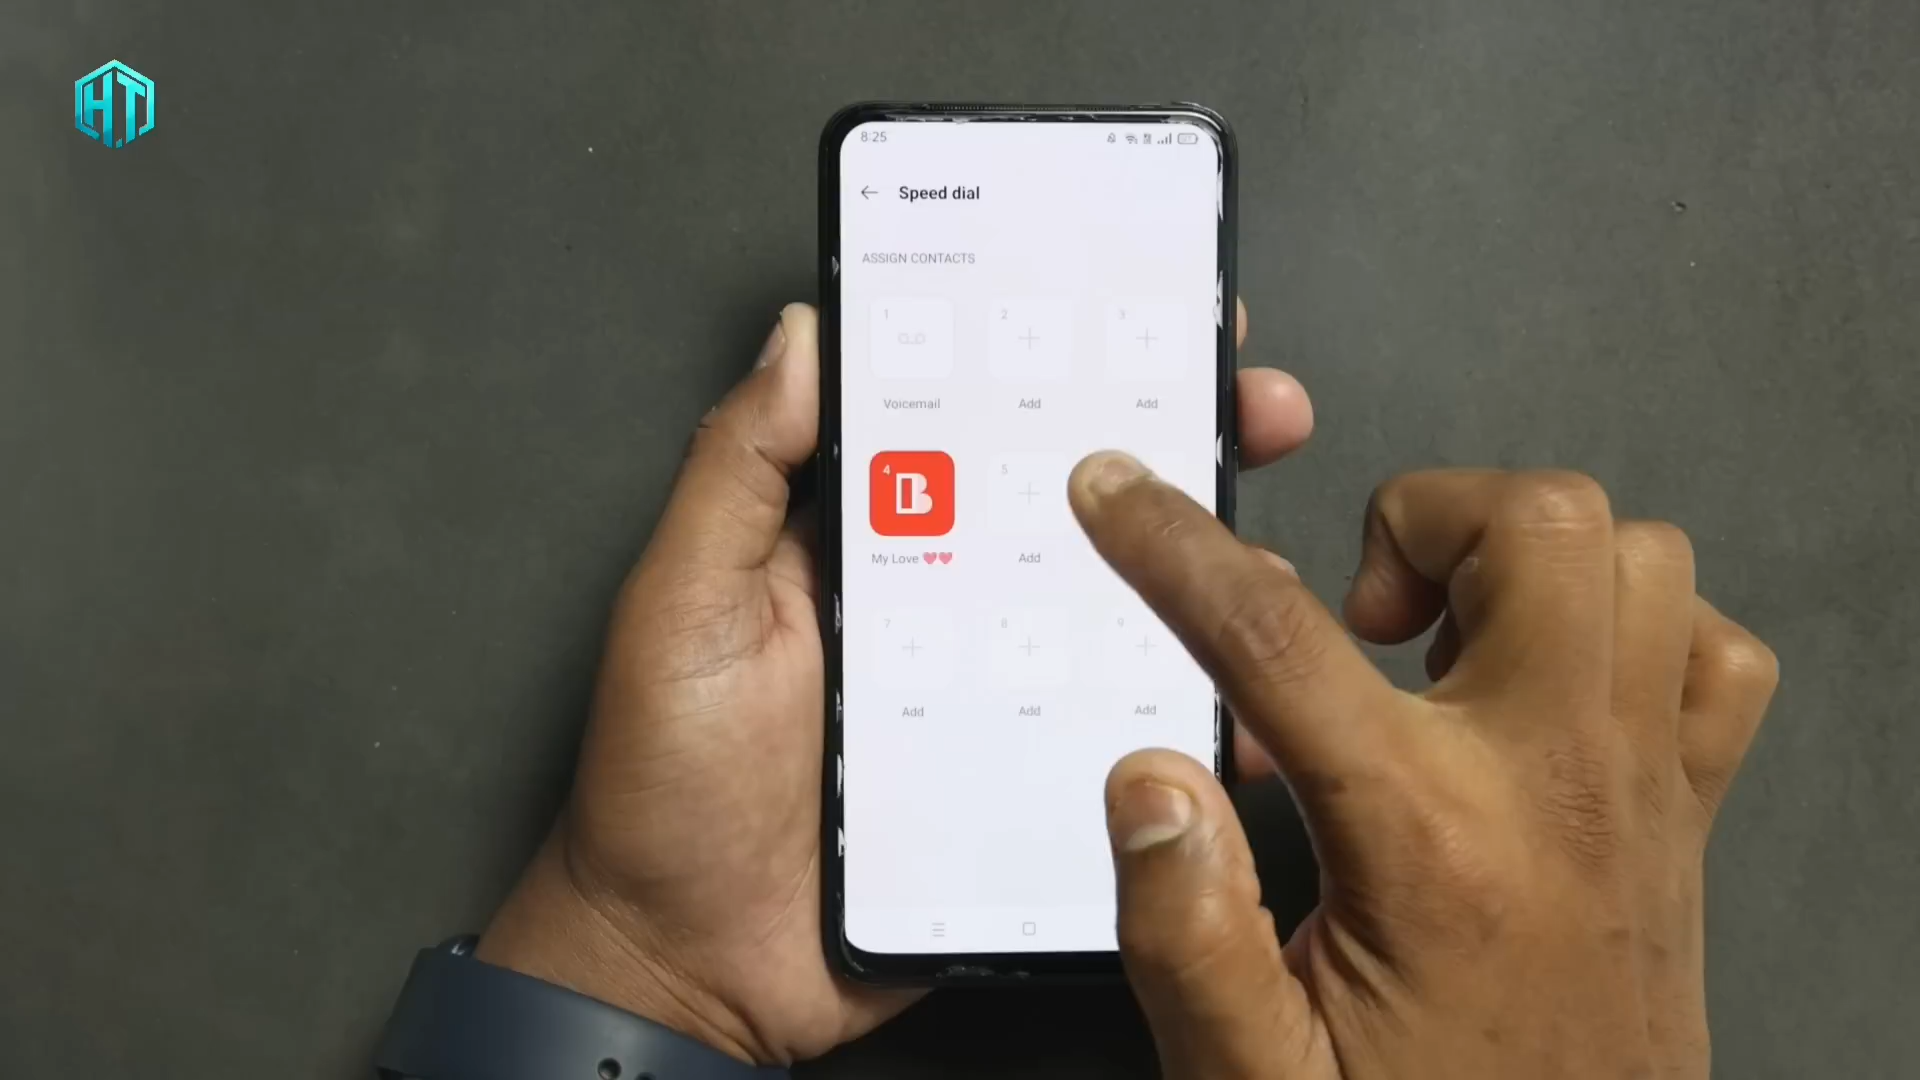 HT
8:25
Speed dial
ASSIGN CONTACTS
1 2 3
Voicemail Add Add
4 B 5
My Love ❤️❤️ Add
7 8 9
Add Add Add